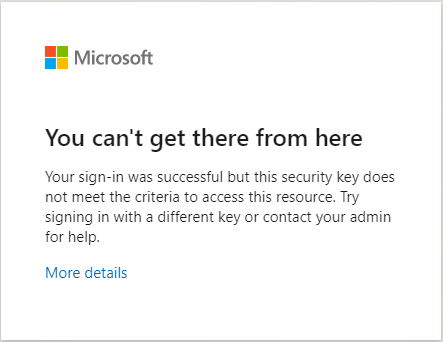 Microsoft
You can't get there from here
Your sign-in was successful but this security key does
not meet the criteria to access this resource. Try
signing in with a different key or contact your admin
for help.
More details